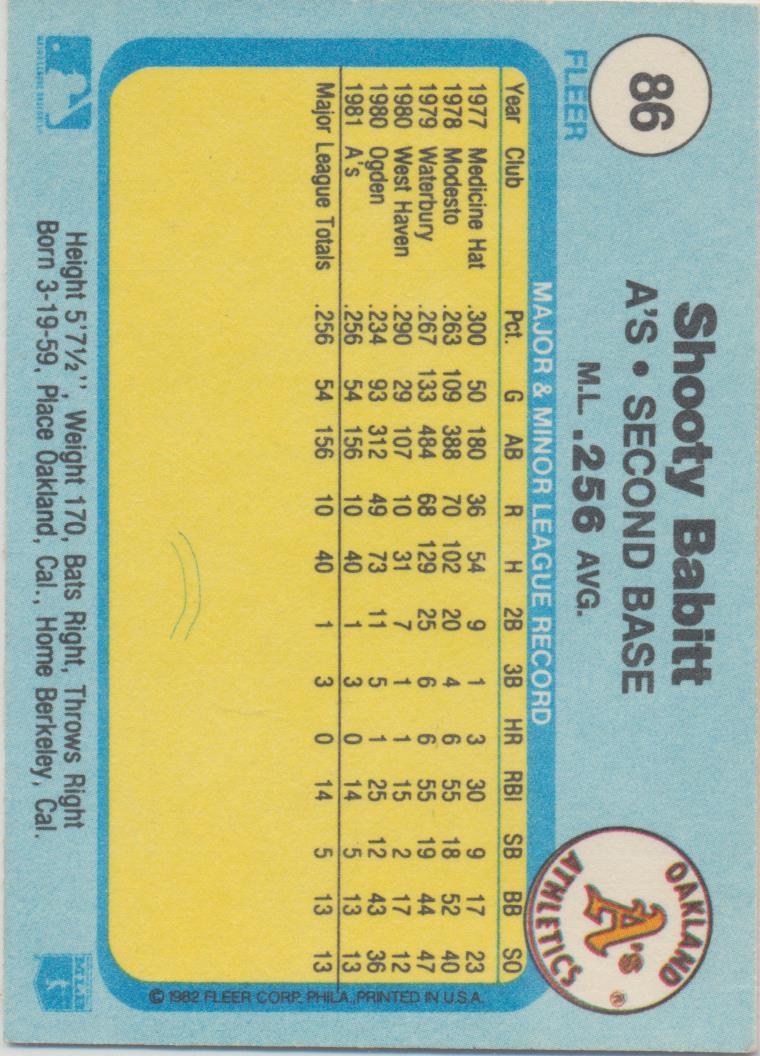 86
FLEER
Shooty Babitt
A'S • SECOND BASE
M.L. .256 AVG.
OAKLAND A's ATHLETICS ®
MAJOR & MINOR LEAGUE RECORD
Year Club Pct. G AB R H 2B 3B HR RBI SB BB SO
1977 Medicine Hat .300 50 180 36 54 9 1 3 30 9 17 23
1978 Modesto .263 109 388 70 102 20 4 6 55 18 52 40
1979 Waterbury .267 133 484 68 129 25 6 6 55 19 44 47
1980 West Haven .290 29 107 10 31 7 1 1 15 2 17 12
1980 Ogden .234 93 312 49 73 11 5 1 25 12 43 36
1981 A's .256 54 156 10 40 1 3 0 14 5 13 13
Major League Totals .256 54 156 10 40 1 3 0 14 5 13 13
© 1982 FLEER CORP. PHILA., PRINTED IN U.S.A.
Height 5'7½'', Weight 170, Bats Right, Throws Right
Born 3-19-59, Place Oakland, Cal., Home Berkeley, Cal.